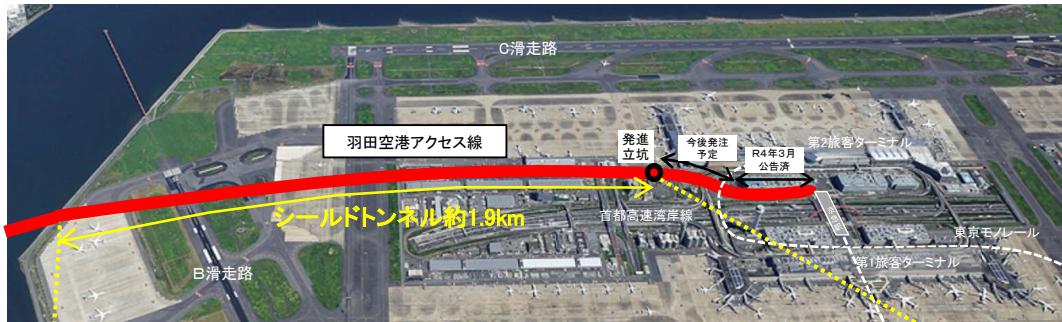 C滑走路
羽田空港アクセス線
発進
立坑
今後発注
予定
R4年3月
公告済
第2旅客ターミナル
シールドトンネル約1.9km
首都高速湾岸線
東京モノレール
第1旅客ターミナル
B滑走路